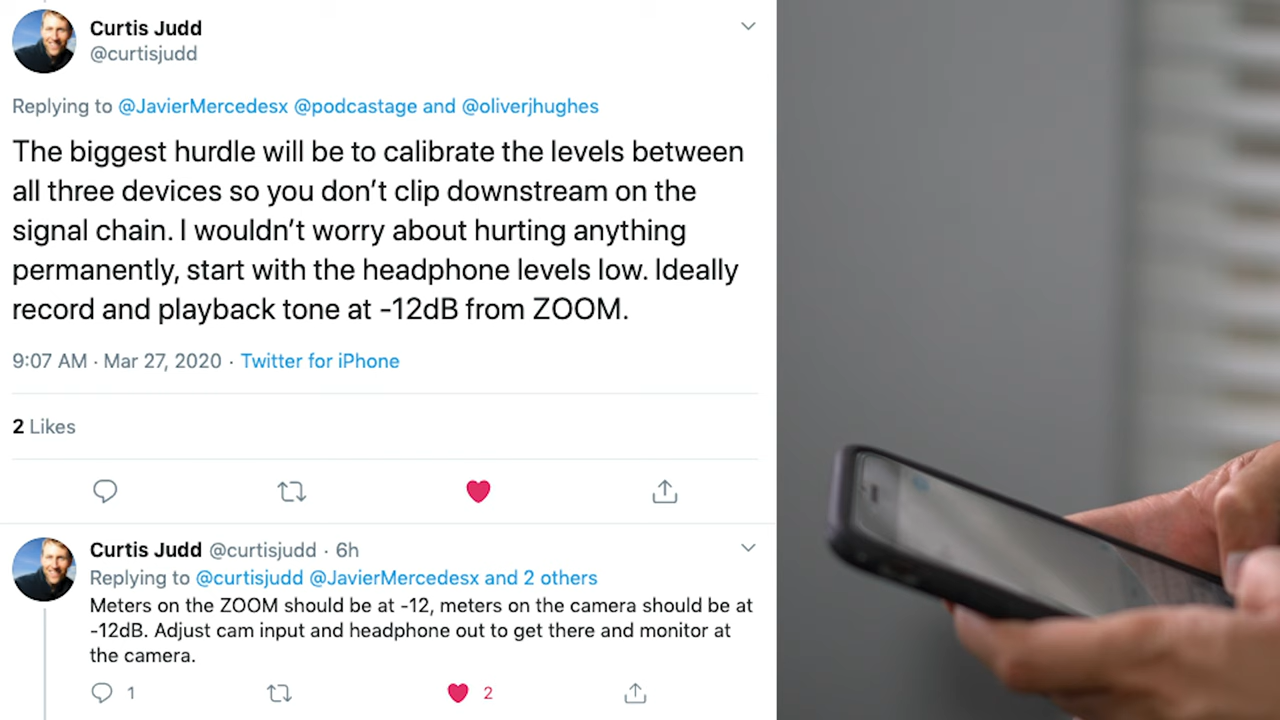 Curtis Judd
@curtisjudd
Replying to @JavierMercedesx @podcastage and @oliverjhughes
The biggest hurdle will be to calibrate the levels between
all three devices so you don’t clip downstream on the
signal chain. I wouldn’t worry about hurting anything
permanently, start with the headphone levels low. Ideally
record and playback tone at -12dB from ZOOM.
9:07 AM · Mar 27, 2020 · Twitter for iPhone
2 Likes
Curtis Judd @curtisjudd · 6h
Replying to @curtisjudd @JavierMercedesx and 2 others
Meters on the ZOOM should be at -12, meters on the camera should be at
-12dB. Adjust cam input and headphone out to get there and monitor at
the camera.
1 2